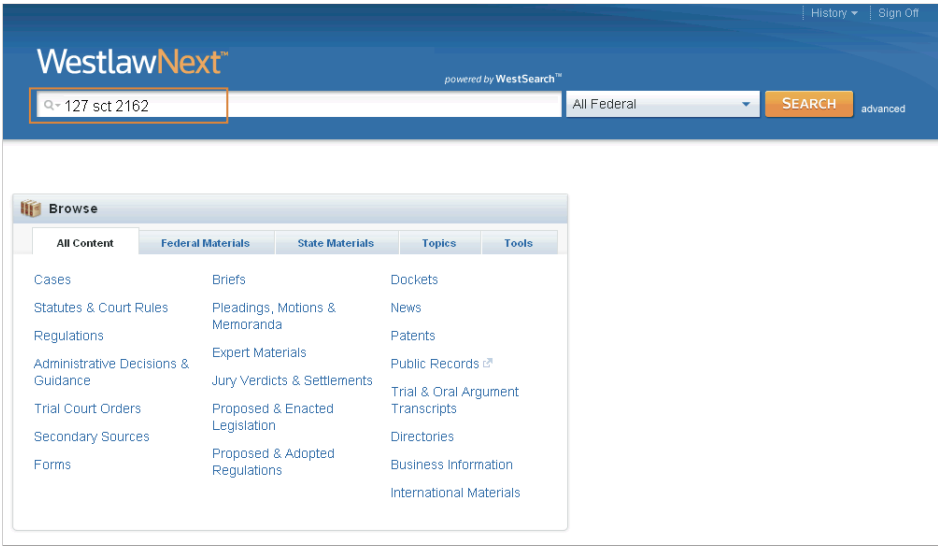 History Sign Off
WestlawNext™
powered by WestSearch™
127 sct 2162 All Federal SEARCH advanced
Browse
All Content Federal Materials State Materials Topics Tools
Cases
Statutes & Court Rules
Regulations
Administrative Decisions &
Guidance
Trial Court Orders
Secondary Sources
Forms
Briefs
Pleadings, Motions &
Memoranda
Expert Materials
Jury Verdicts & Settlements
Proposed & Enacted
Legislation
Proposed & Adopted
Regulations
Dockets
News
Patents
Public Records
Trial & Oral Argument
Transcripts
Directories
Business Information
International Materials